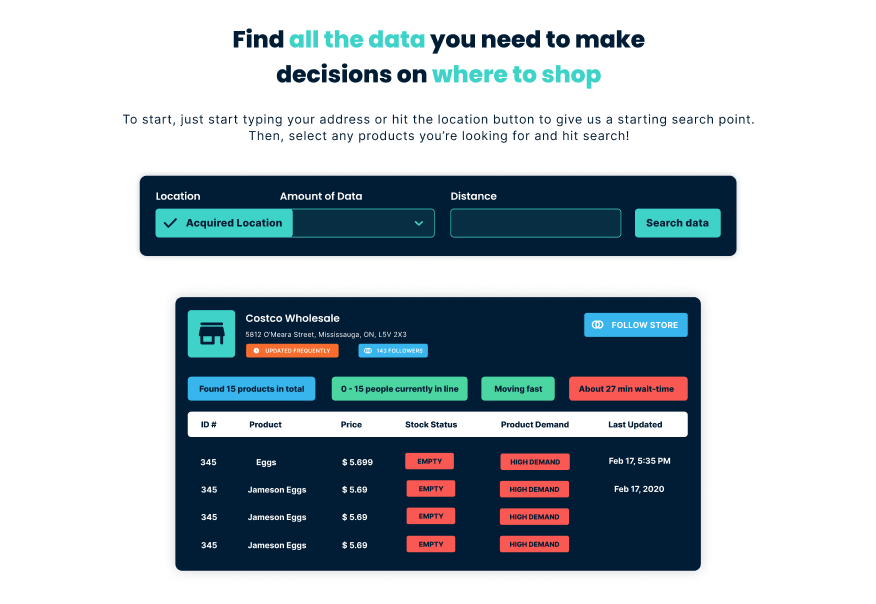 Find all the data you need to make
decisions on where to shop
To start, just start typing your address or hit the location button to give us a starting search point.
Then, select any products you're looking for and hit search!
Location Amount of Data Distance
Acquired Location Search data
Costco Wholesale
5812 O'Meara Street, Mississauga, ON, L5V 2X3
FOLLOW STORE
UPDATED FREQUENTLY 143 FOLLOWERS
Found 15 products in total 0 - 15 people currently in line Moving fast About 27 min wait-time
ID # Product Price Stock Status Product Demand Last Updated
345 Eggs $ 5.699 EMPTY HIGH DEMAND Feb 17, 5:35 PM
345 Jameson Eggs $ 5.69 EMPTY HIGH DEMAND Feb 17, 2020
345 Jameson Eggs $ 5.69 EMPTY HIGH DEMAND
345 Jameson Eggs $ 5.69 EMPTY HIGH DEMAND